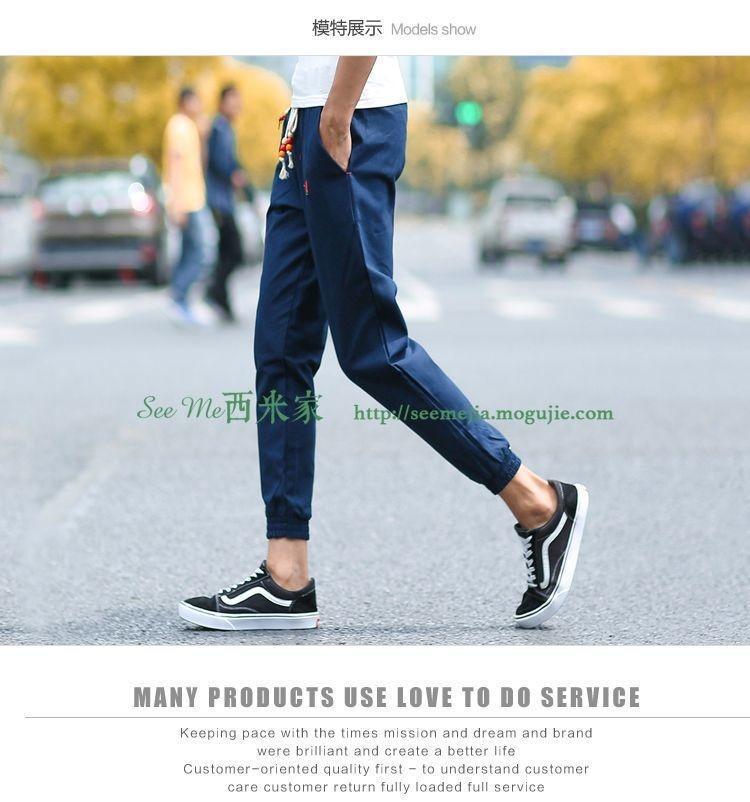 模特展示 Models show
See Me西米家 http://seemejia.mogujie.com
MANY PRODUCTS USE LOVE TO DO SERVICE
Keeping pace with the times mission and dream and brand
were brilliant and create a better life
Customer-oriented quality first - to understand customer
care customer return fully loaded full service